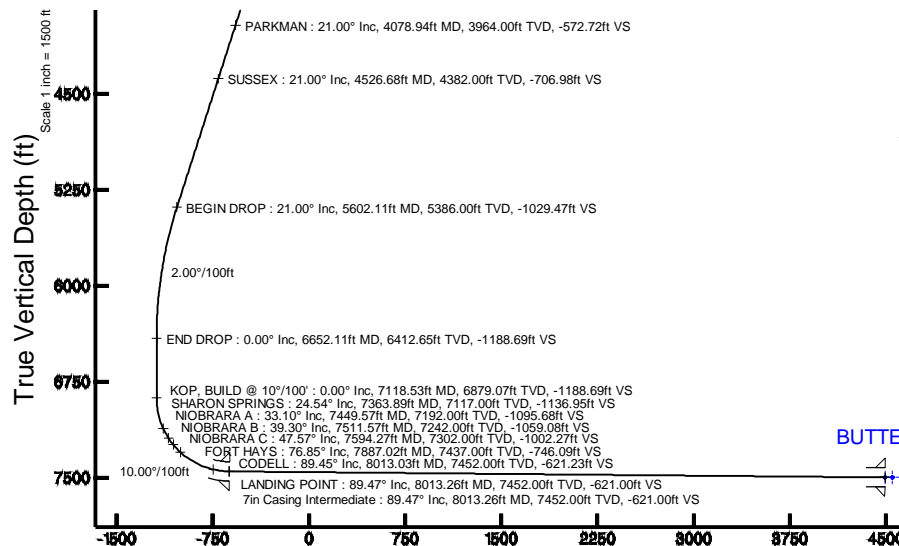 PARKMAN : 21.00° Inc, 4078.94ft MD, 3964.00ft TVD, -572.72ft VS
SUSSEX : 21.00° Inc, 4526.68ft MD, 4382.00ft TVD, -706.98ft VS
Scale 1 inch = 1500 ft
4500
True Vertical Depth (ft)
5250
BEGIN DROP : 21.00° Inc, 5602.11ft MD, 5386.00ft TVD, -1029.47ft VS
2.00°/100ft
6000
END DROP : 0.00° Inc, 6652.11ft MD, 6412.65ft TVD, -1188.69ft VS
6750
KOP, BUILD @ 10°/100' : 0.00° Inc, 7118.53ft MD, 6879.07ft TVD, -1188.69ft VS
SHARON SPRINGS : 24.54° Inc, 7363.89ft MD, 7117.00ft TVD, -1136.95ft VS
NIOBRARA A : 33.10° Inc, 7449.57ft MD, 7192.00ft TVD, -1095.68ft VS
NIOBRARA B : 39.30° Inc, 7511.57ft MD, 7242.00ft TVD, -1059.08ft VS
NIOBRARA C : 47.57° Inc, 7594.27ft MD, 7302.00ft TVD, -1002.27ft VS
BUTTE
FORT HAYS : 76.85° Inc, 7887.02ft MD, 7437.00ft TVD, -746.09ft VS
CODELL : 89.45° Inc, 8013.03ft MD, 7452.00ft TVD, -621.23ft VS
10.00°/100ft
7500
LANDING POINT : 89.47° Inc, 8013.26ft MD, 7452.00ft TVD, -621.00ft VS
7in Casing Intermediate : 89.47° Inc, 8013.26ft MD, 7452.00ft TVD, -621.00ft VS
-1500 -750 0 750 1500 2250 3000 3750 4500